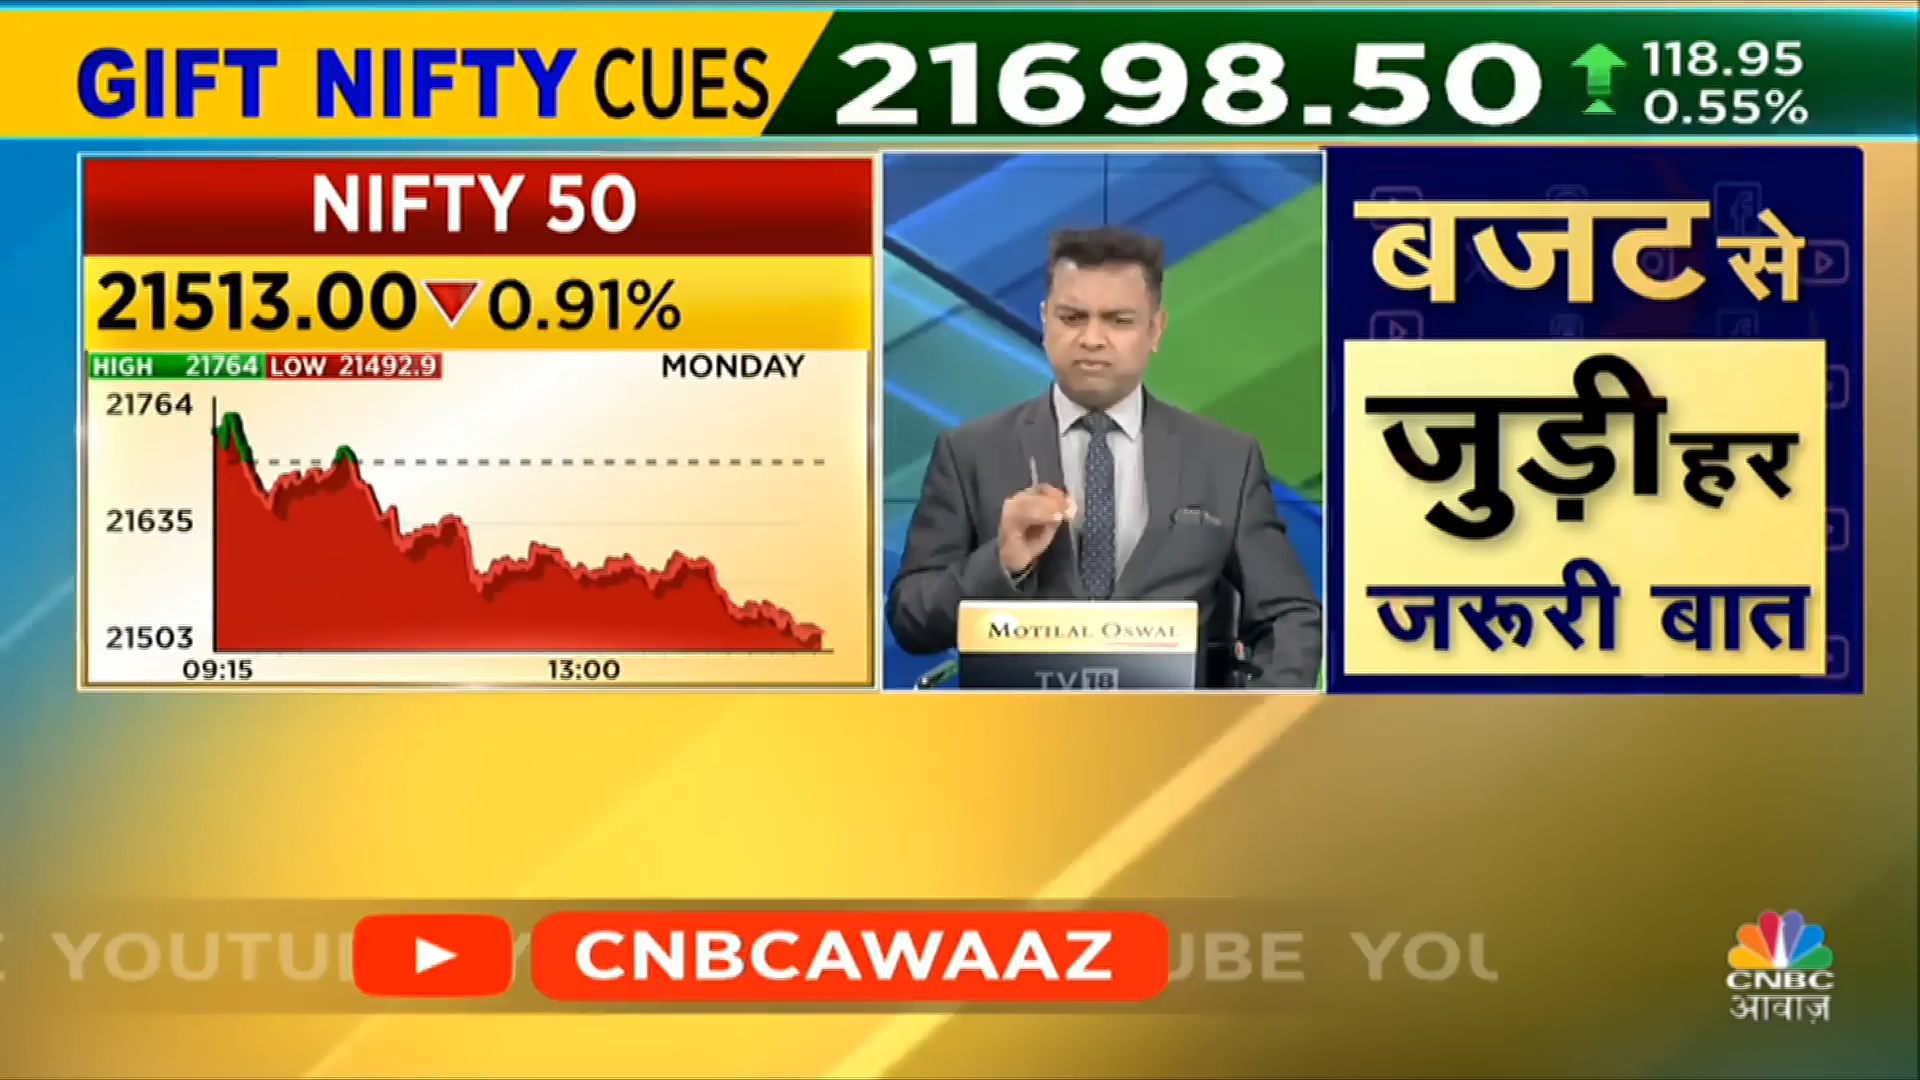 GIFT NIFTY CUES
21698.50
118.95
0.55%
NIFTY 50
21513.00 0.91%
HIGH 21764 LOW 21492.9
MONDAY
21764
21635
21503
09:15 13:00
MOTILAL OSWAL
TV18
बजट से
जुड़ी हर
जरूरी बात
YOUTU
CNBCAWAAZ
UBE YOU
CNBC
आवाज़